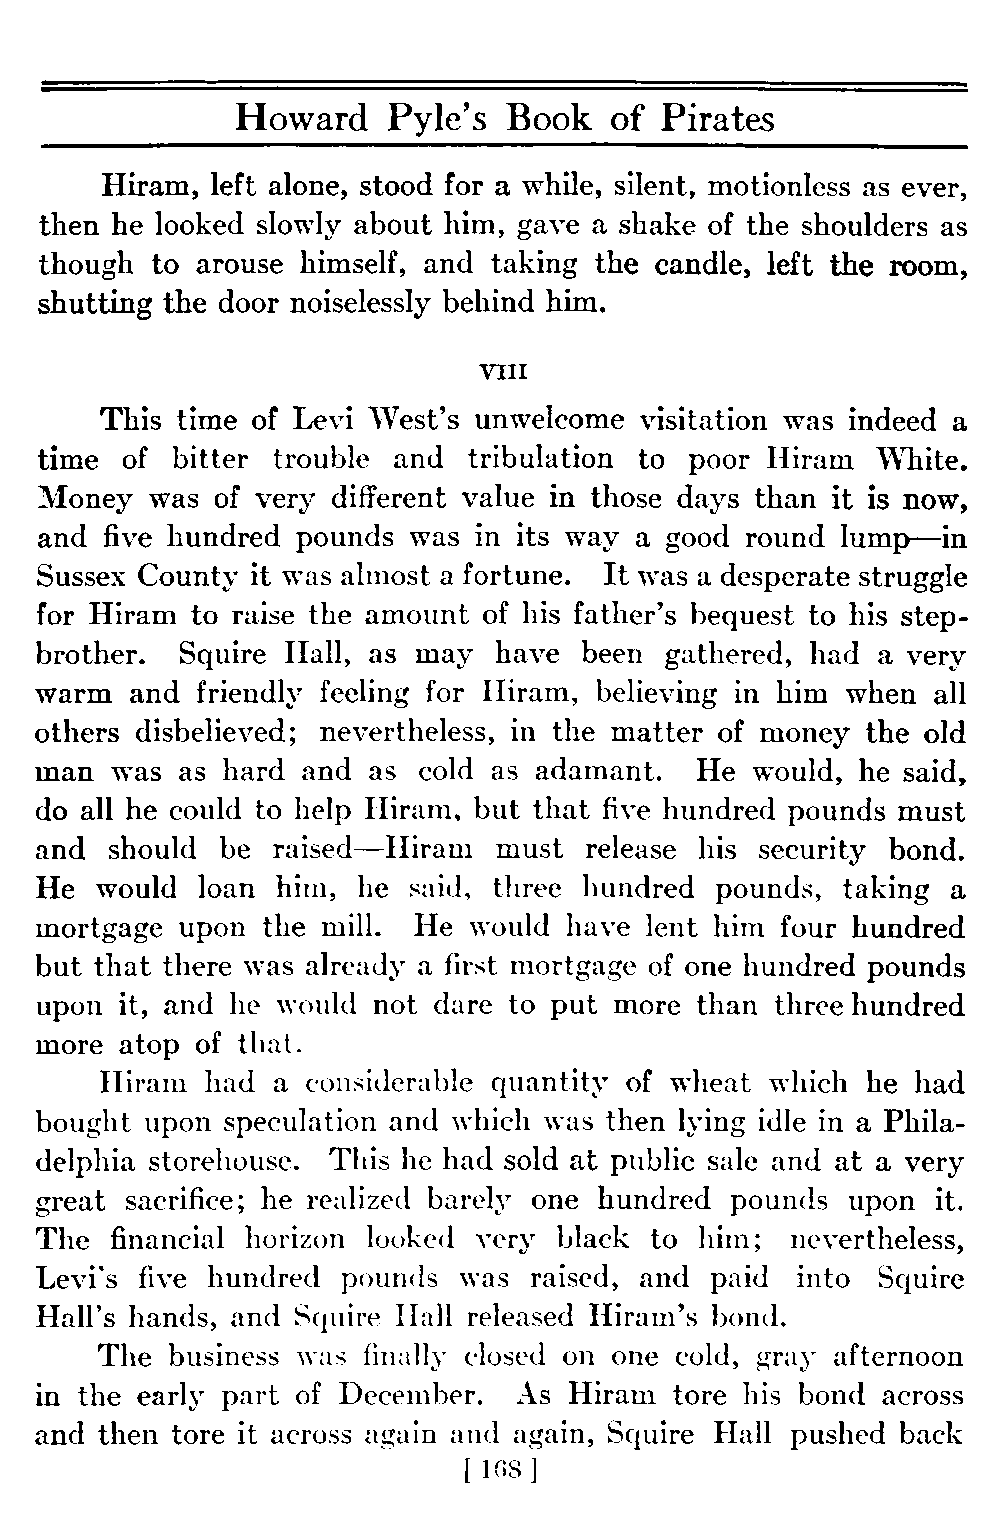 Howard Pyle's Book of Pirates
Hiram, left alone, stood for a while, silent, motionless as ever,
then he looked slowly about him, gave a shake of the shoulders as
though to arouse himself, and taking the candle, left the room,
shutting the door noiselessly behind him.
VIII
This time of Levi West's unwelcome visitation was indeed a
time of bitter trouble and tribulation to poor Hiram White.
Money was of very different value in those days than it is now,
and five hundred pounds was in its way a good round lump—in
Sussex County it was almost a fortune. It was a desperate struggle
for Hiram to raise the amount of his father's bequest to his step-
brother. Squire Hall, as may have been gathered, had a very
warm and friendly feeling for Hiram, believing in him when all
others disbelieved; nevertheless, in the matter of money the old
man was as hard and as cold as adamant. He would, he said,
do all he could to help Hiram, but that five hundred pounds must
and should be raised—Hiram must release his security bond.
He would loan him, he said, three hundred pounds, taking a
mortgage upon the mill. He would have lent him four hundred
but that there was already a first mortgage of one hundred pounds
upon it, and he would not dare to put more than three hundred
more atop of that.
Hiram had a considerable quantity of wheat which he had
bought upon speculation and which was then lying idle in a Phila-
delphia storehouse. This he had sold at public sale and at a very
great sacrifice; he realized barely one hundred pounds upon it.
The financial horizon looked very black to him; nevertheless,
Levi's five hundred pounds was raised, and paid into Squire
Hall's hands, and Squire Hall released Hiram's bond.
The business was finally closed on one cold, gray afternoon
in the early part of December. As Hiram tore his bond across
and then tore it across again and again, Squire Hall pushed back
[ 168 ]